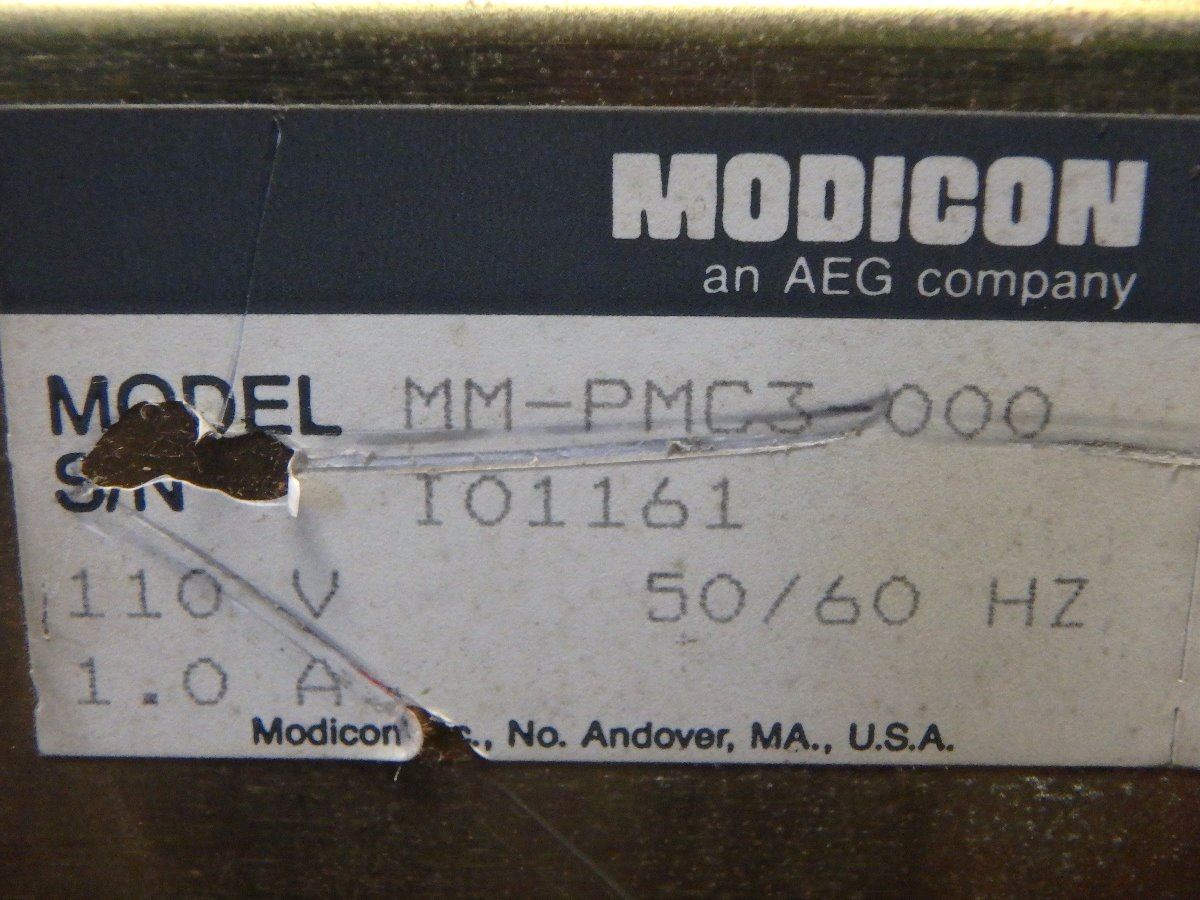 MODICON
an AEG company
MODEL MM-PMC3-000
S/N I01161
110 V 50/60 HZ
1.0 A
Modicon c., No. Andover, MA., U.S.A.